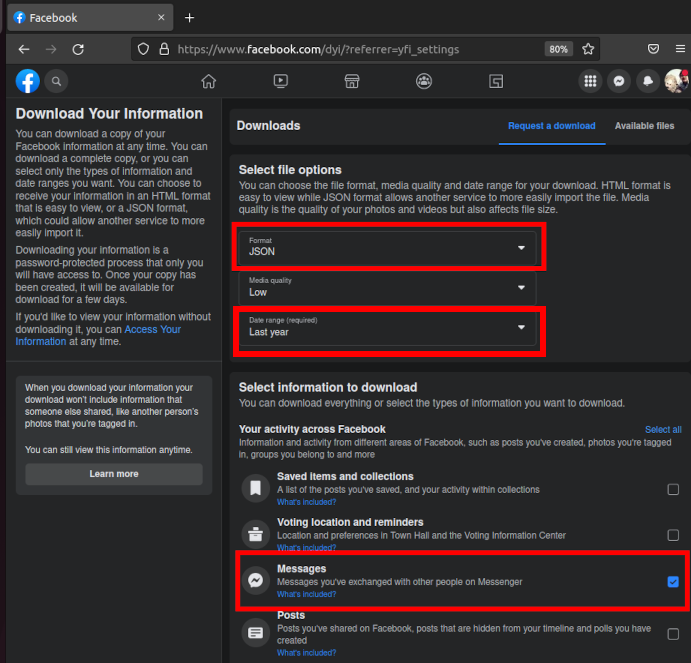 Facebook
https://www.facebook.com/dyi/?referrer=yfi_settings
80%
Download Your Information
You can download a copy of your
Facebook information at any time. You can
download a complete copy, or you can
select only the types of information and
date ranges you want. You can choose to
receive your information in an HTML format
that is easy to view, or a JSON format,
which could allow another service to more
easily import it.
Downloading your information is a
password-protected process that only you
will have access to. Once your copy has
been created, it will be available for
download for a few days.
If you'd like to view your information without
downloading it, you can Access Your
Information at any time.
When you download your information your
download won't include information that
someone else shared, like another person's
photos that you're tagged in.
You can still view this information anytime.
Learn more
Downloads
Request a download
Available files
Select file options
You can choose the file format, media quality and date range for your download. HTML format is
easy to view while JSON format allows another service to more easily import the file. Media
quality is the quality of your photos and videos but also affects file size.
Format
JSON
Media quality
Low
Date range (required)
Last year
Select information to download
You can download everything or select the types of information you want to download.
Your activity across Facebook
Select all
Information and activity from different areas of Facebook, such as posts you've created, photos you're tagged
in, groups you belong to and more
Saved items and collections
A list of the posts you've saved, and your activity within collections
What's included?
Voting location and reminders
Location and preferences in Town Hall and the Voting Information Center
What's included?
Messages
Messages you've exchanged with other people on Messenger
What's included?
Posts
Posts you've shared on Facebook, posts that are hidden from your timeline and polls you have
created
What's included?